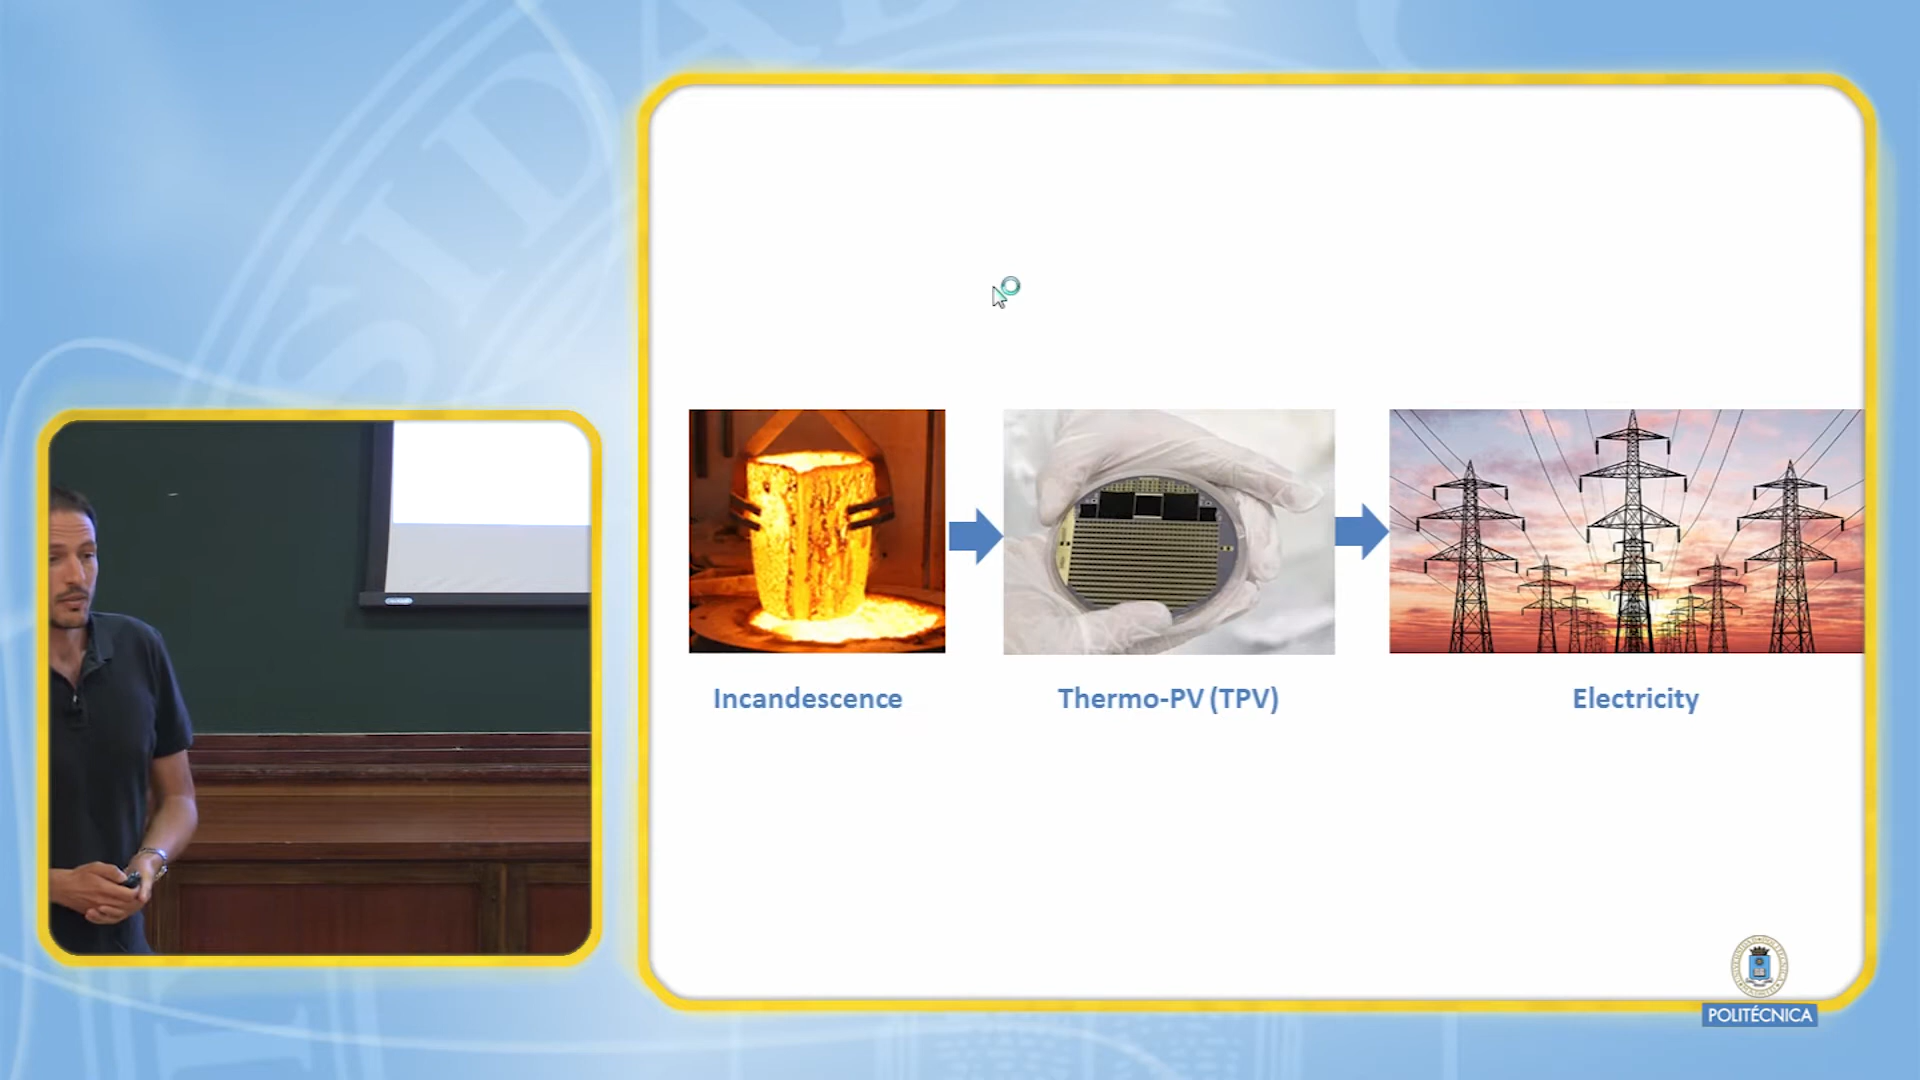 Incandescence
Thermo-PV (TPV)
Electricity
POLITÉCNICA